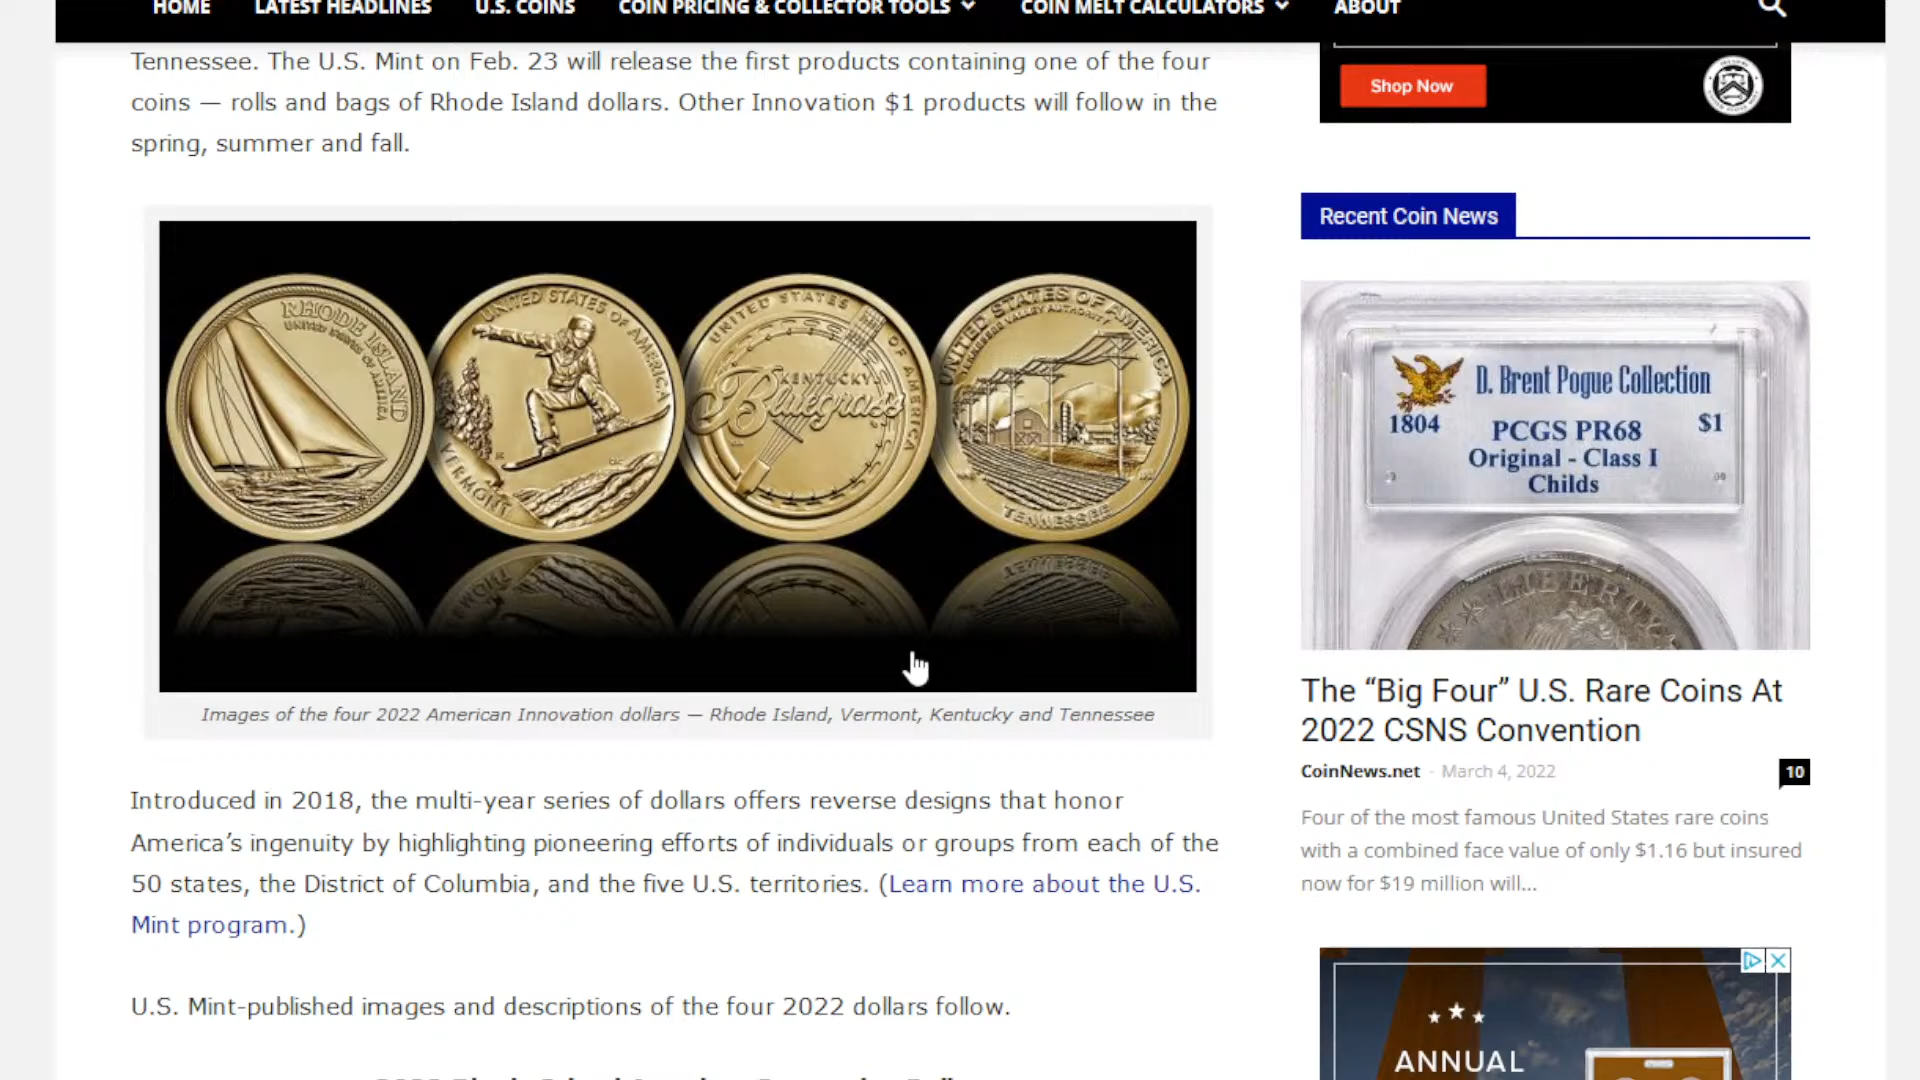 HOME LATEST HEADLINES U.S. COINS COIN PRICING & COLLECTOR TOOLS COIN MELT CALCULATORS ABOUT
Tennessee. The U.S. Mint on Feb. 23 will release the first products containing one of the four
coins — rolls and bags of Rhode Island dollars. Other Innovation $1 products will follow in the
spring, summer and fall.
RHODE ISLAND
UNITED STATES OF AMERICA
UNITED STATES OF AMERICA
VERMONT
UNITED STATES OF AMERICA
KENTUCKY
Bluegrass
UNITED STATES OF AMERICA
TENNESSEE VALLEY AUTHORITY
TENNESSEE
Images of the four 2022 American Innovation dollars — Rhode Island, Vermont, Kentucky and Tennessee
Introduced in 2018, the multi-year series of dollars offers reverse designs that honor
America’s ingenuity by highlighting pioneering efforts of individuals or groups from each of the
50 states, the District of Columbia, and the five U.S. territories. (Learn more about the U.S.
Mint program.)
U.S. Mint-published images and descriptions of the four 2022 dollars follow.
Shop Now
Recent Coin News
D. Brent Pogue Collection
1804 PCGS PR68 $1
Original - Class I
Childs
LIBERTY
The “Big Four” U.S. Rare Coins At
2022 CSNS Convention
CoinNews.net - March 4, 2022 10
Four of the most famous United States rare coins
with a combined face value of only $1.16 but insured
now for $19 million will...
ANNUAL